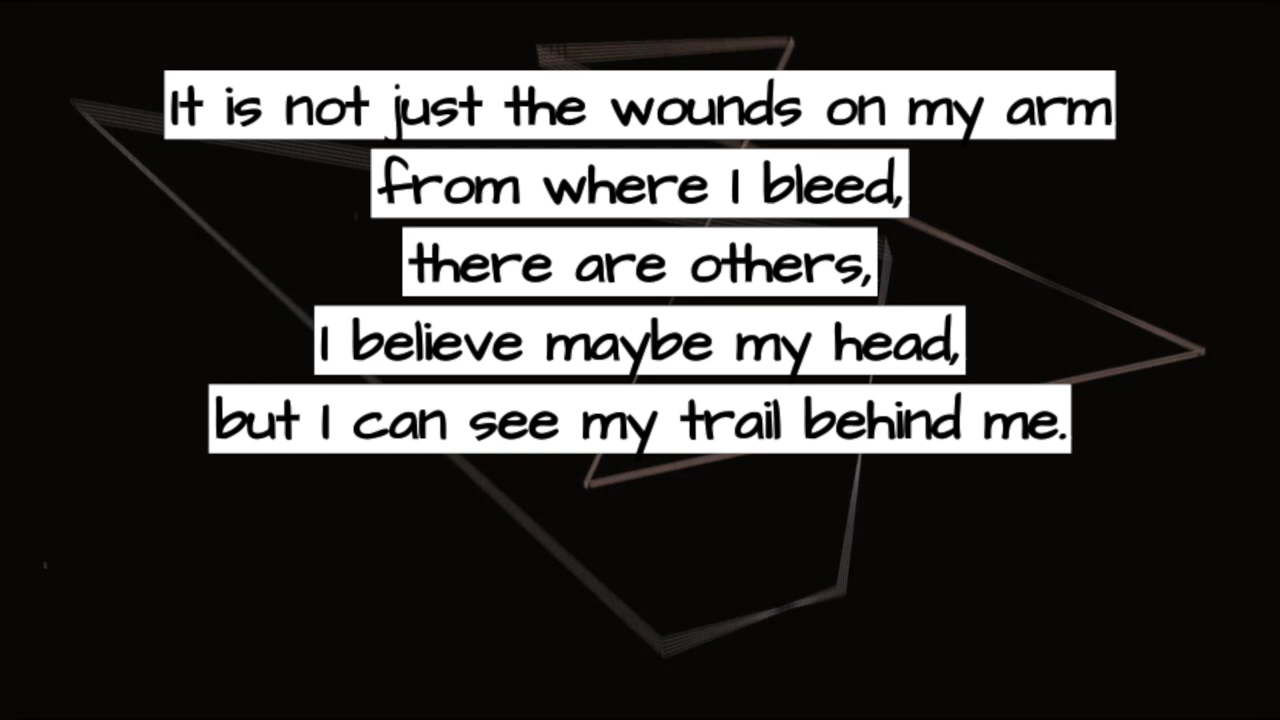 It is not just the wounds on my arm
from where I bleed,
there are others,
I believe maybe my head,
but I can see my trail behind me.